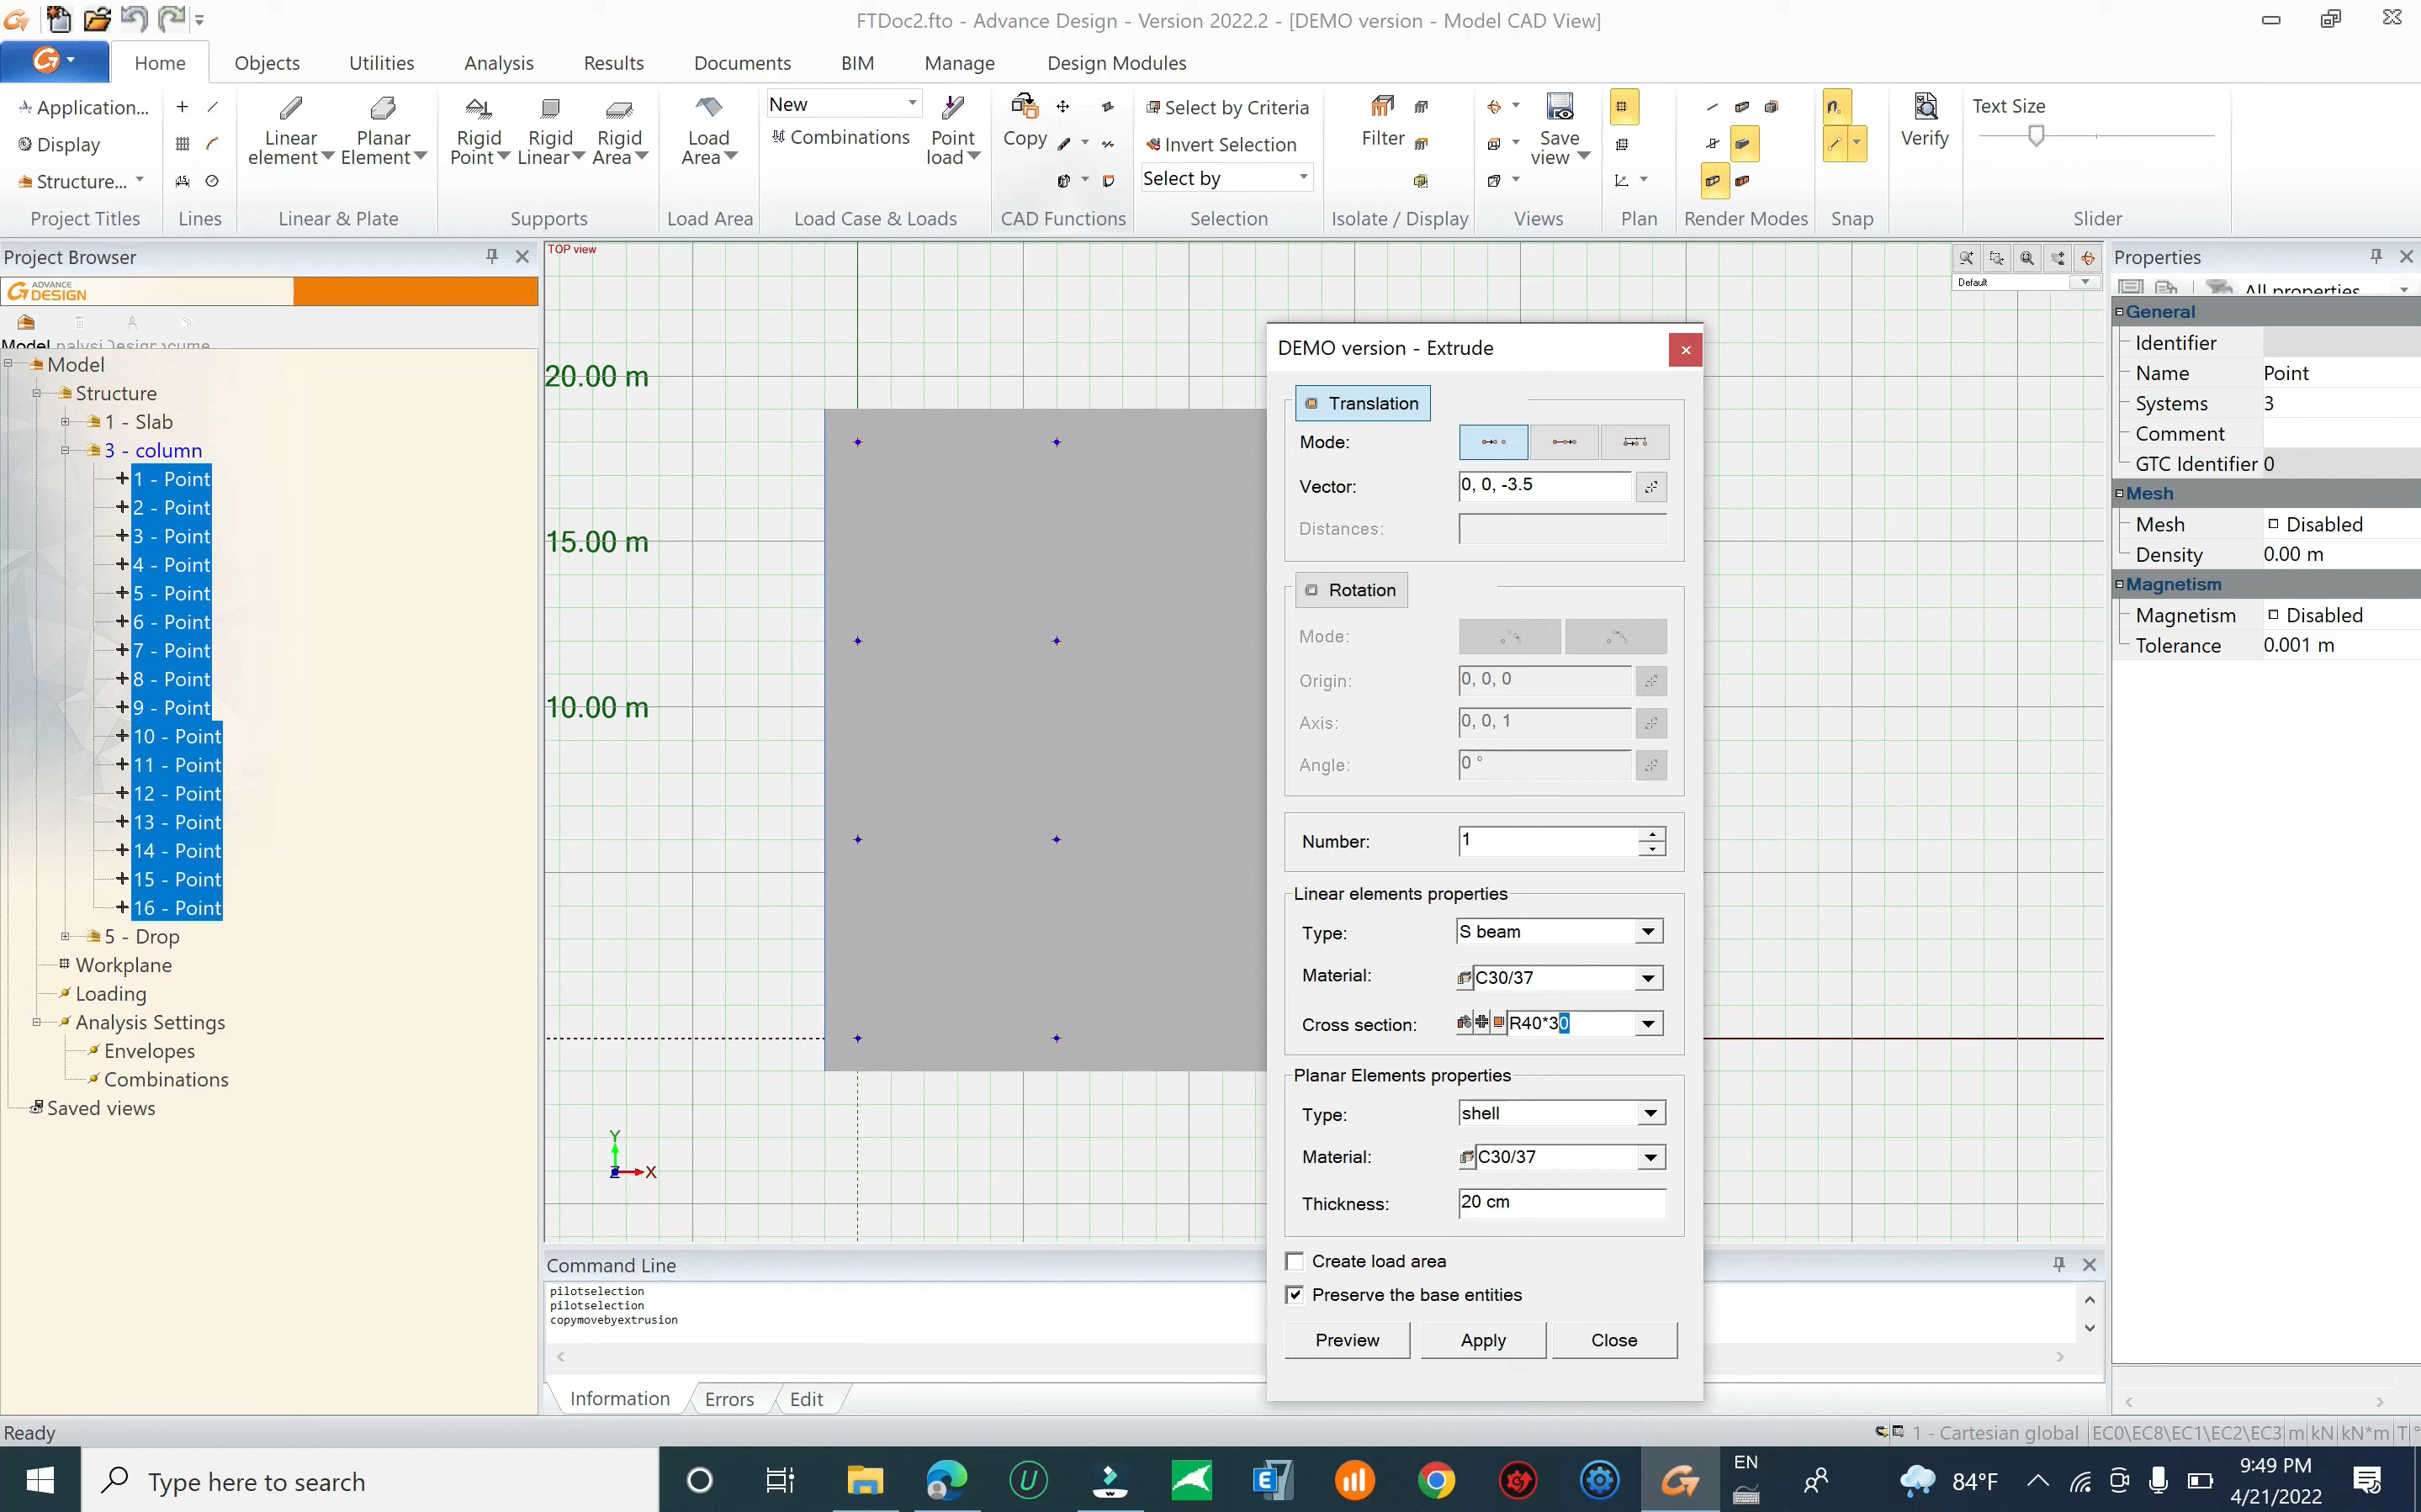 FTDoc2.fto - Advance Design - Version 2022.2 - [DEMO version - Model CAD View]
Home Objects Utilities Analysis Results Documents BIM Manage Design Modules
Application...
Display
Structure...
Project Titles
Lines
Linear element
Planar Element
Linear & Plate
Rigid Point
Rigid Linear
Rigid Area
Supports
Load Area
Load Area
New
Combinations
Point load
Load Case & Loads
Copy
CAD Functions
Select by Criteria
Invert Selection
Select by
Selection
Filter
Isolate / Display
Save view
Views
Plan
Render Modes
Snap
Verify
Text Size
Slider
Project Browser
ADVANCE
DESIGN
Model
Model
Structure
1 - Slab
3 - column
1 - Point
2 - Point
3 - Point
4 - Point
5 - Point
6 - Point
7 - Point
8 - Point
9 - Point
10 - Point
11 - Point
12 - Point
13 - Point
14 - Point
15 - Point
16 - Point
5 - Drop
Workplane
Loading
Analysis Settings
Envelopes
Combinations
Saved views
TOP view
20.00 m
15.00 m
10.00 m
Y
Z X
Default
DEMO version - Extrude
Translation
Mode:
Vector: 0, 0, -3.5
Distances:
Rotation
Mode:
Origin: 0, 0, 0
Axis: 0, 0, 1
Angle: 0 °
Number: 1
Linear elements properties
Type: S beam
Material: C30/37
Cross section: R40*30
Planar Elements properties
Type: shell
Material: C30/37
Thickness: 20 cm
Create load area
Preserve the base entities
Preview Apply Close
Properties
All properties
General
Identifier
Name Point
Systems 3
Comment
GTC Identifier 0
Mesh
Mesh Disabled
Density 0.00 m
Magnetism
Magnetism Disabled
Tolerance 0.001 m
Command Line
pilotselection
pilotselection
copymovebyextrusion
Information Errors Edit
Ready
1 - Cartesian global EC0\EC8\EC1\EC2\EC3 m kN kN*m T °
Type here to search
EN
84°F
9:49 PM
4/21/2022